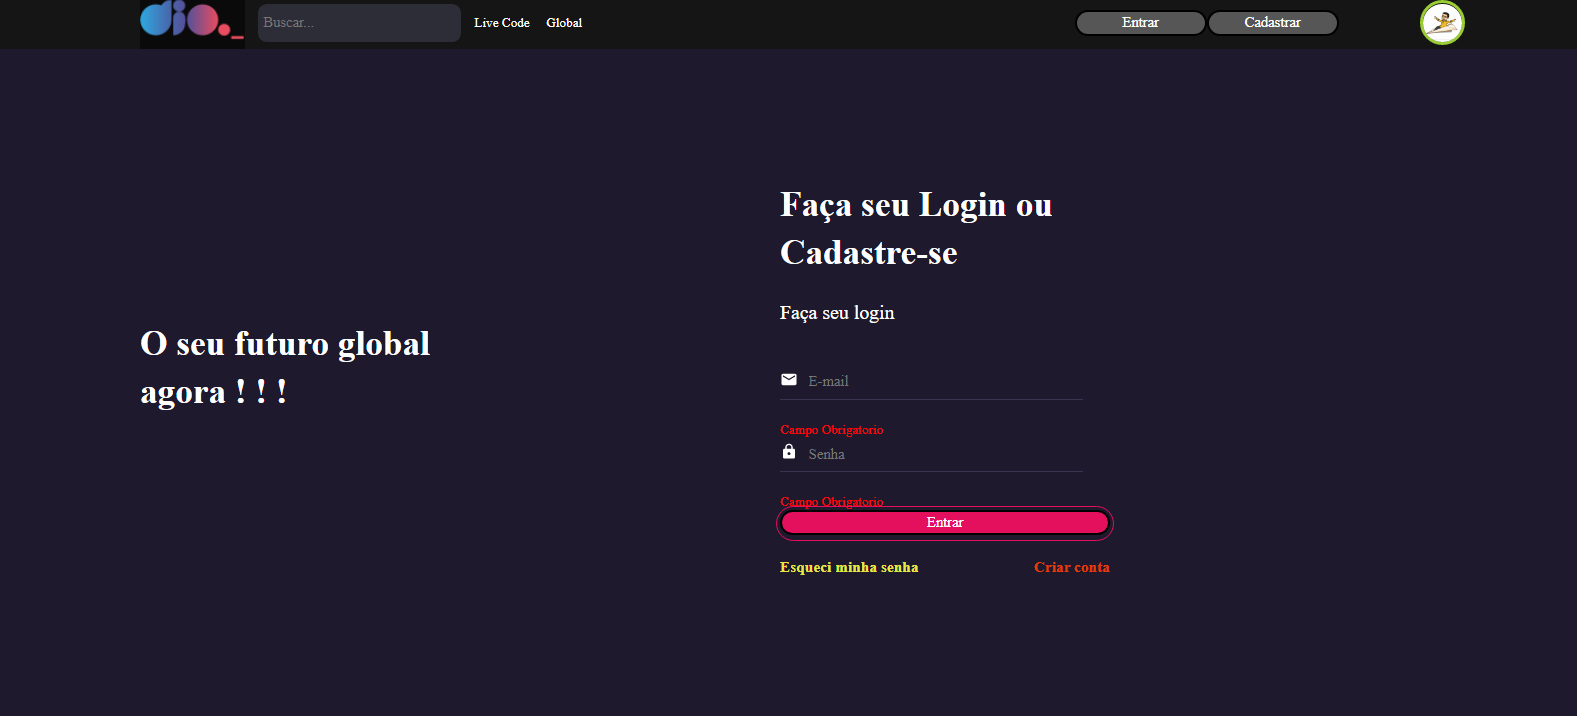 dio._
Buscar...
Live Code
Global
Entrar
Cadastrar
O seu futuro global
agora ! ! !
Faça seu Login ou
Cadastre-se
Faça seu login
E-mail
Campo Obrigatorio
Senha
Campo Obrigatorio
Entrar
Esqueci minha senha
Criar conta